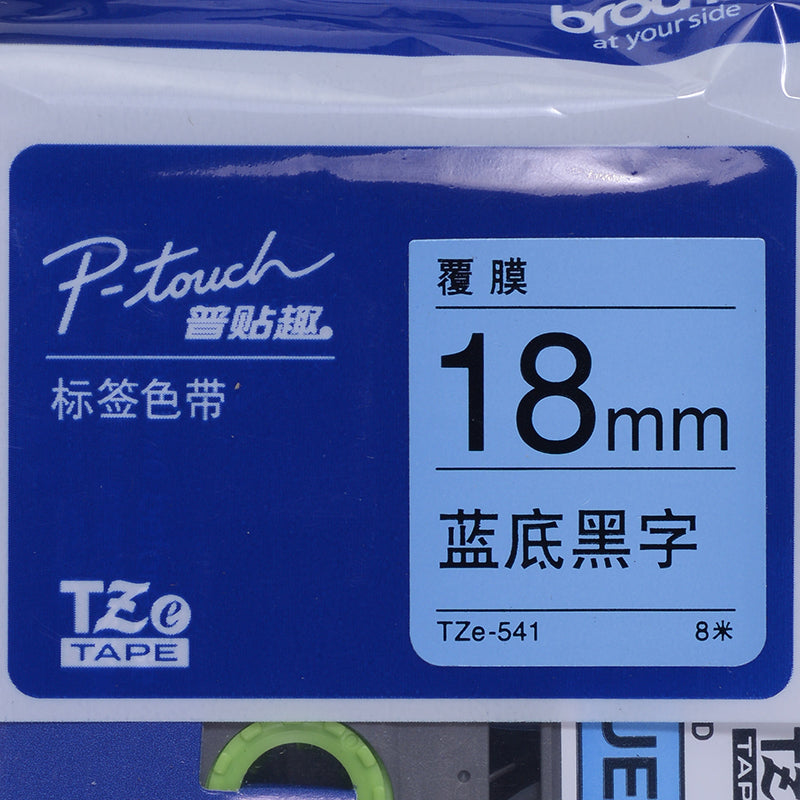 brother
at your side
P-touch
普贴趣®
标签色带
覆膜
18mm
蓝底黑字
TZe-541 8米
TZe
TAPE